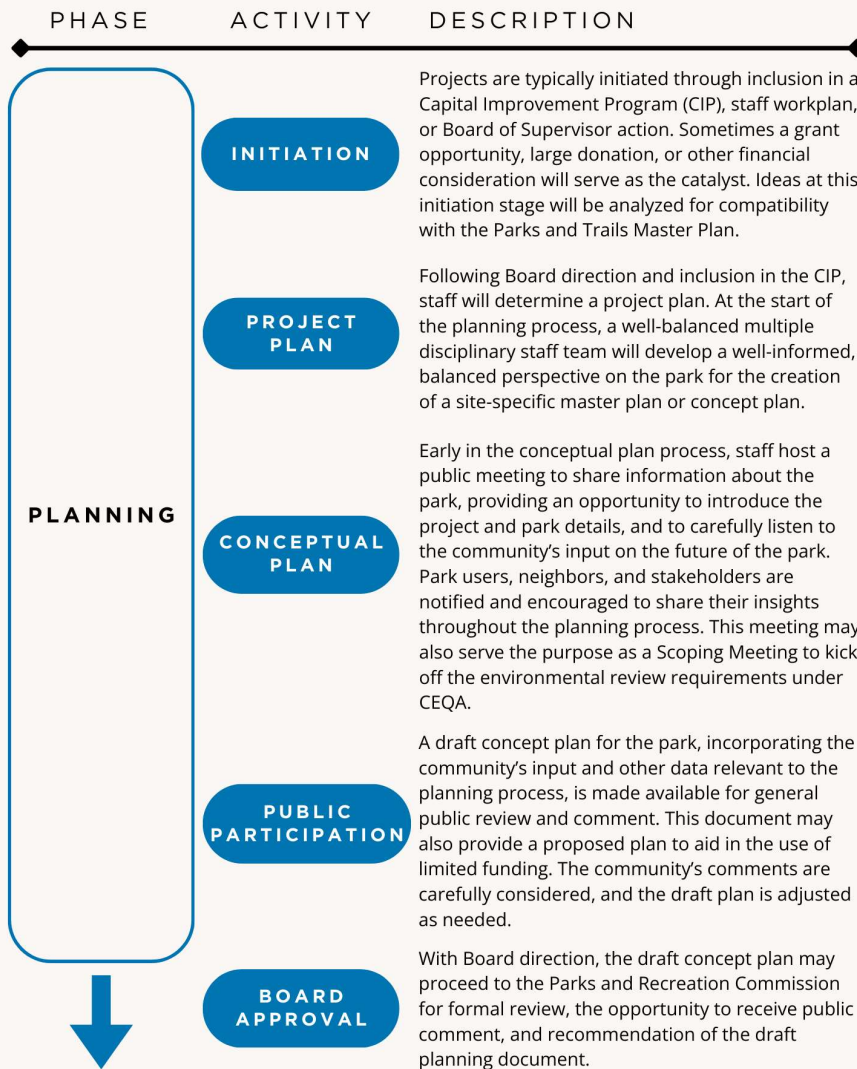 PHASE ACTIVITY DESCRIPTION
PLANNING
INITIATION
Projects are typically initiated through inclusion in a
Capital Improvement Program (CIP), staff workplan,
or Board of Supervisor action. Sometimes a grant
opportunity, large donation, or other financial
consideration will serve as the catalyst. Ideas at this
initiation stage will be analyzed for compatibility
with the Parks and Trails Master Plan.
PROJECT
PLAN
Following Board direction and inclusion in the CIP,
staff will determine a project plan. At the start of
the planning process, a well-balanced multiple
disciplinary staff team will develop a well-informed,
balanced perspective on the park for the creation
of a site-specific master plan or concept plan.
CONCEPTUAL
PLAN
Early in the conceptual plan process, staff host a
public meeting to share information about the
park, providing an opportunity to introduce the
project and park details, and to carefully listen to
the community's input on the future of the park.
Park users, neighbors, and stakeholders are
notified and encouraged to share their insights
throughout the planning process. This meeting may
also serve the purpose as a Scoping Meeting to kick
off the environmental review requirements under
CEQA.
PUBLIC
PARTICIPATION
A draft concept plan for the park, incorporating the
community's input and other data relevant to the
planning process, is made available for general
public review and comment. This document may
also provide a proposed plan to aid in the use of
limited funding. The community's comments are
carefully considered, and the draft plan is adjusted
as needed.
BOARD
APPROVAL
With Board direction, the draft concept plan may
proceed to the Parks and Recreation Commission
for formal review, the opportunity to receive public
comment, and recommendation of the draft
planning document.